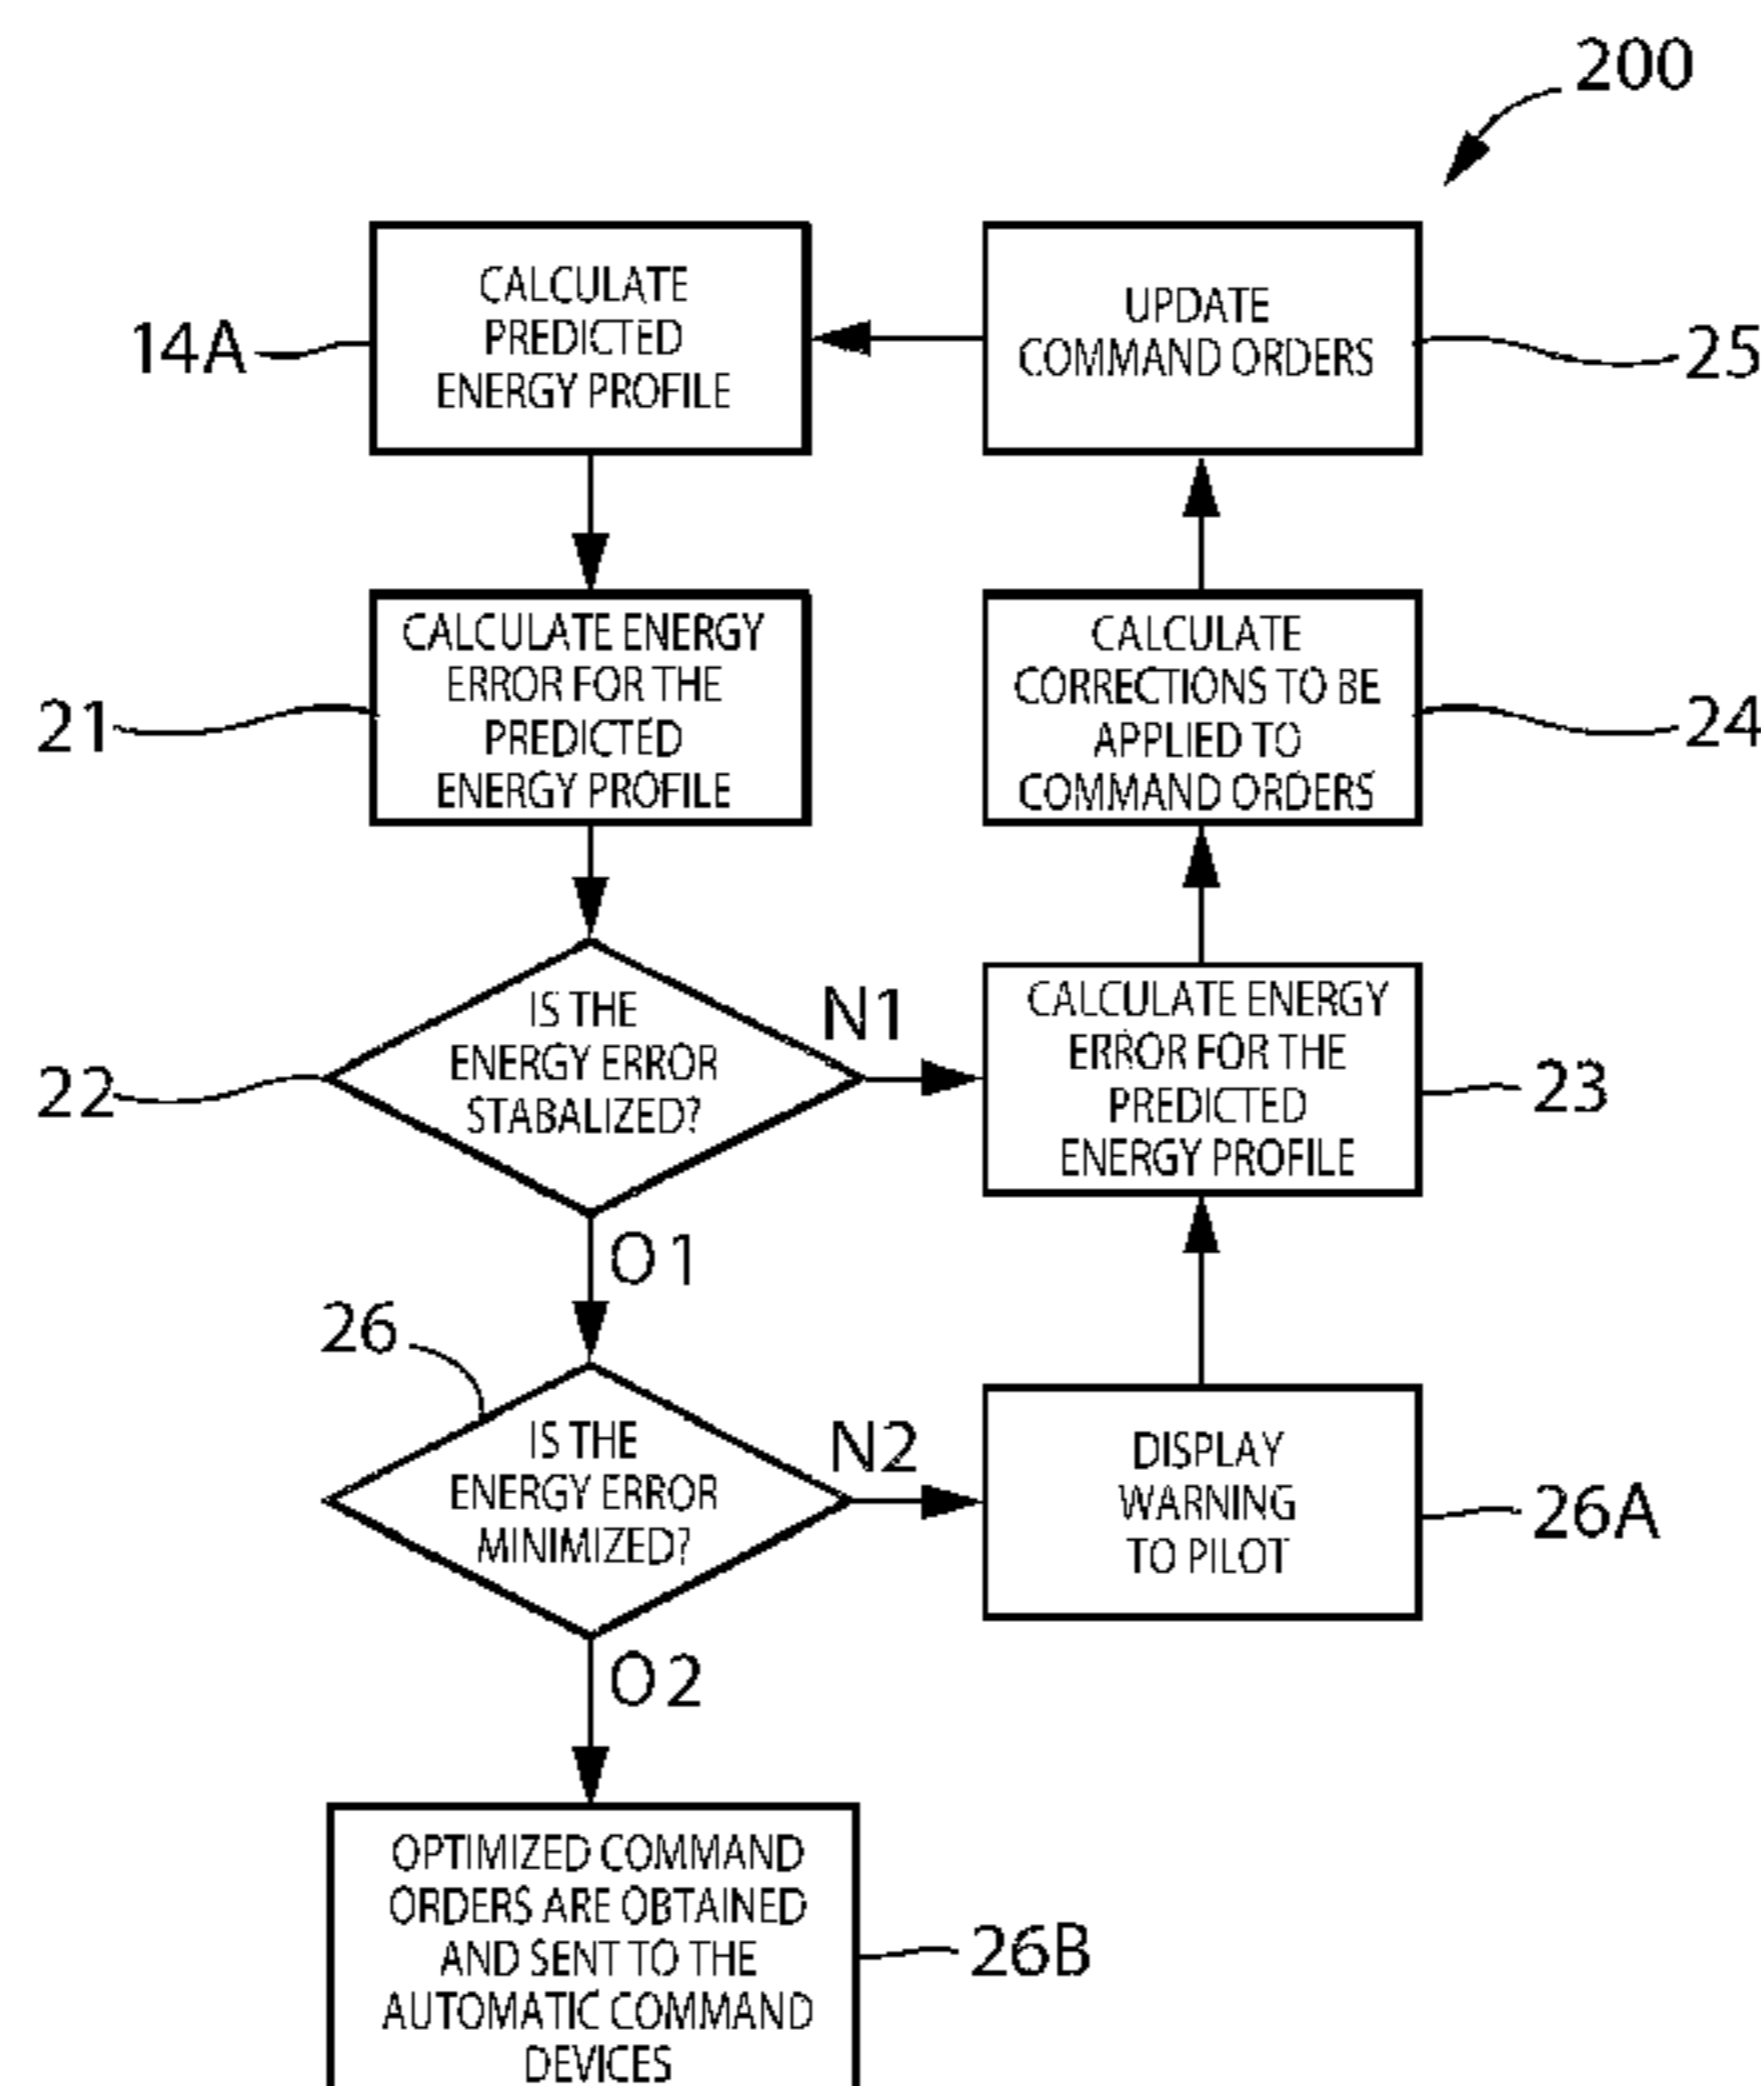 200
CALCULATE
PREDICTED
ENERGY PROFILE
14A
UPDATE
COMMAND ORDERS
25
CALCULATE ENERGY
ERROR FOR THE
PREDICTED
ENERGY PROFILE
21
CALCULATE
CORRECTIONS TO BE
APPLIED TO
COMMAND ORDERS
24
IS THE
ENERGY ERROR
STABALIZED?
22
N1
CALCULATE ENERGY
ERROR FOR THE
PREDICTED
ENERGY PROFILE
23
O1
26
IS THE
ENERGY ERROR
MINIMIZED?
N2
DISPLAY
WARNING
TO PILOT
26A
O2
OPTIMIZED COMMAND
ORDERS ARE OBTAINED
AND SENT TO THE
AUTOMATIC COMMAND
DEVICES
26B